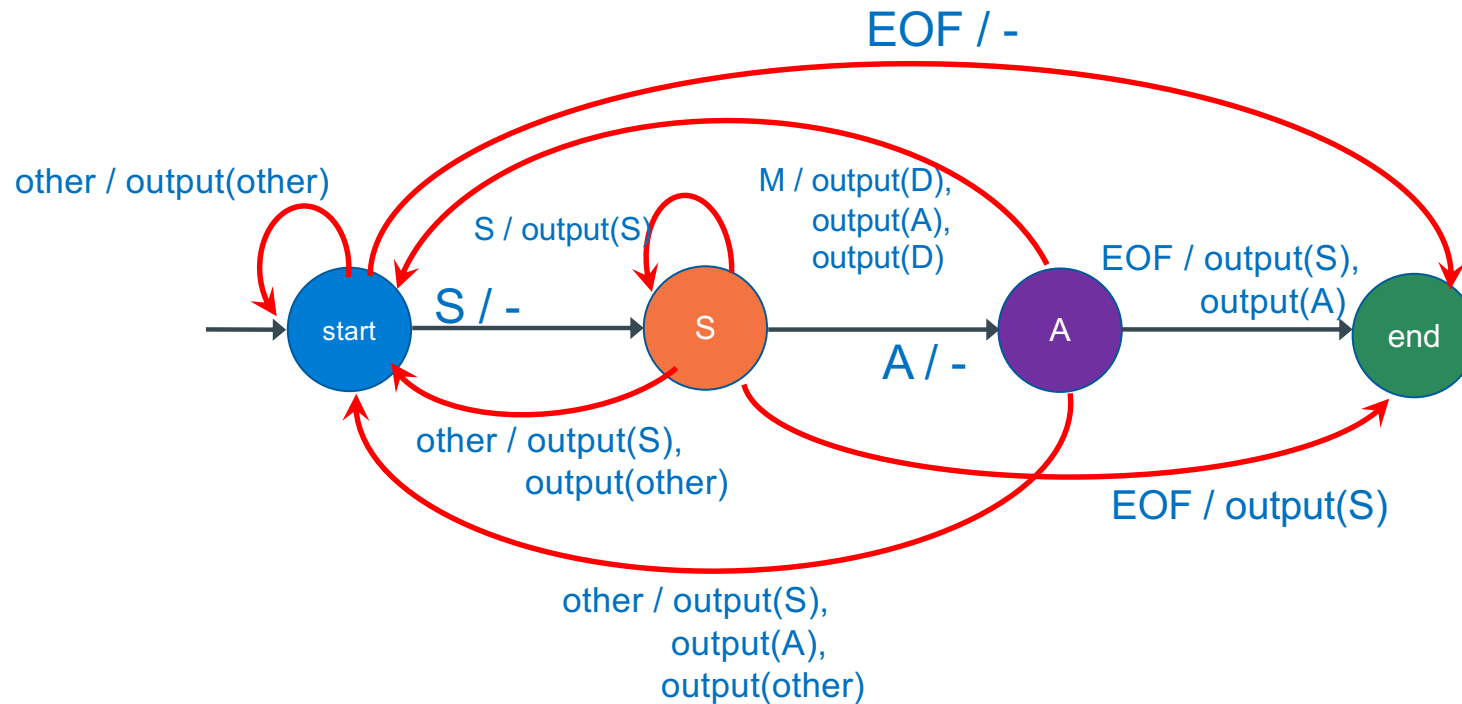 EOF / -
other / output(other)
M / output(D),
output(A),
output(D)
S / output(S)
EOF / output(S),
output(A)
S / -
start
S
A
end
A / -
other / output(S),
output(other)
EOF / output(S)
other / output(S),
output(A),
output(other)